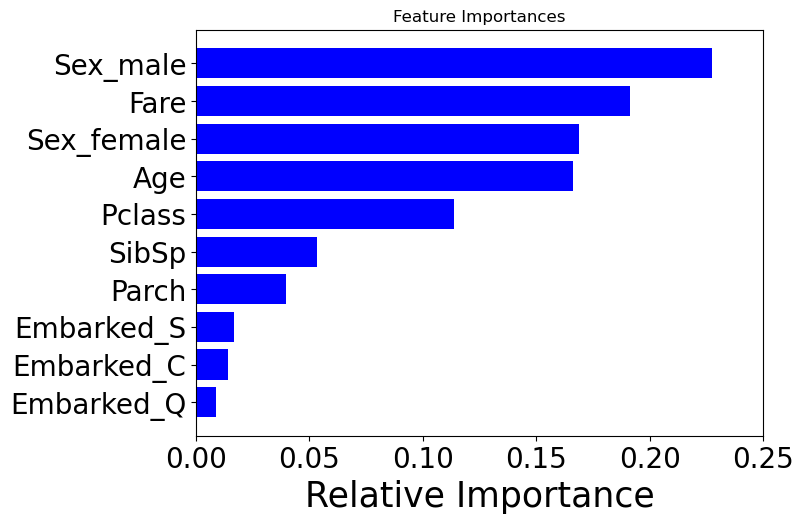 Feature Importances
Sex_male
Fare
Sex_female
Age
Pclass
SibSp
Parch
Embarked_S
Embarked_C
Embarked_Q
0.00 0.05 0.10 0.15 0.20 0.25
Relative Importance